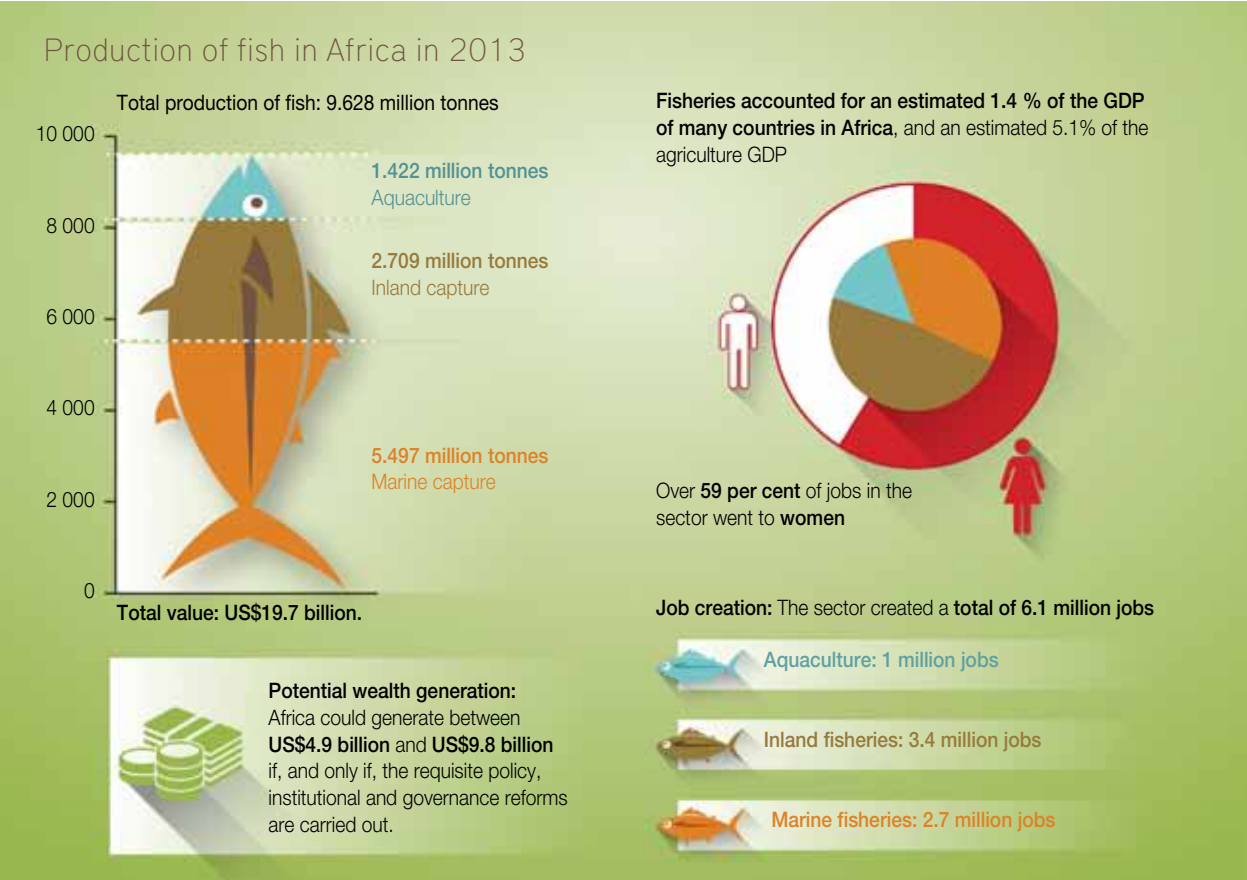 Production of fish in Africa in 2013
Total production of fish: 9.628 million tonnes
10 000
8 000
6 000
4 000
2 000
0
1.422 million tonnes
Aquaculture
2.709 million tonnes
Inland capture
5.497 million tonnes
Marine capture
Total value: US$19.7 billion.
Potential wealth generation:
Africa could generate between
US$4.9 billion and US$9.8 billion
if, and only if, the requisite policy,
institutional and governance reforms
are carried out.
Fisheries accounted for an estimated 1.4 % of the GDP
of many countries in Africa, and an estimated 5.1% of the
agriculture GDP
Over 59 per cent of jobs in the
sector went to women
Job creation: The sector created a total of 6.1 million jobs
Aquaculture: 1 million jobs
Inland fisheries: 3.4 million jobs
Marine fisheries: 2.7 million jobs